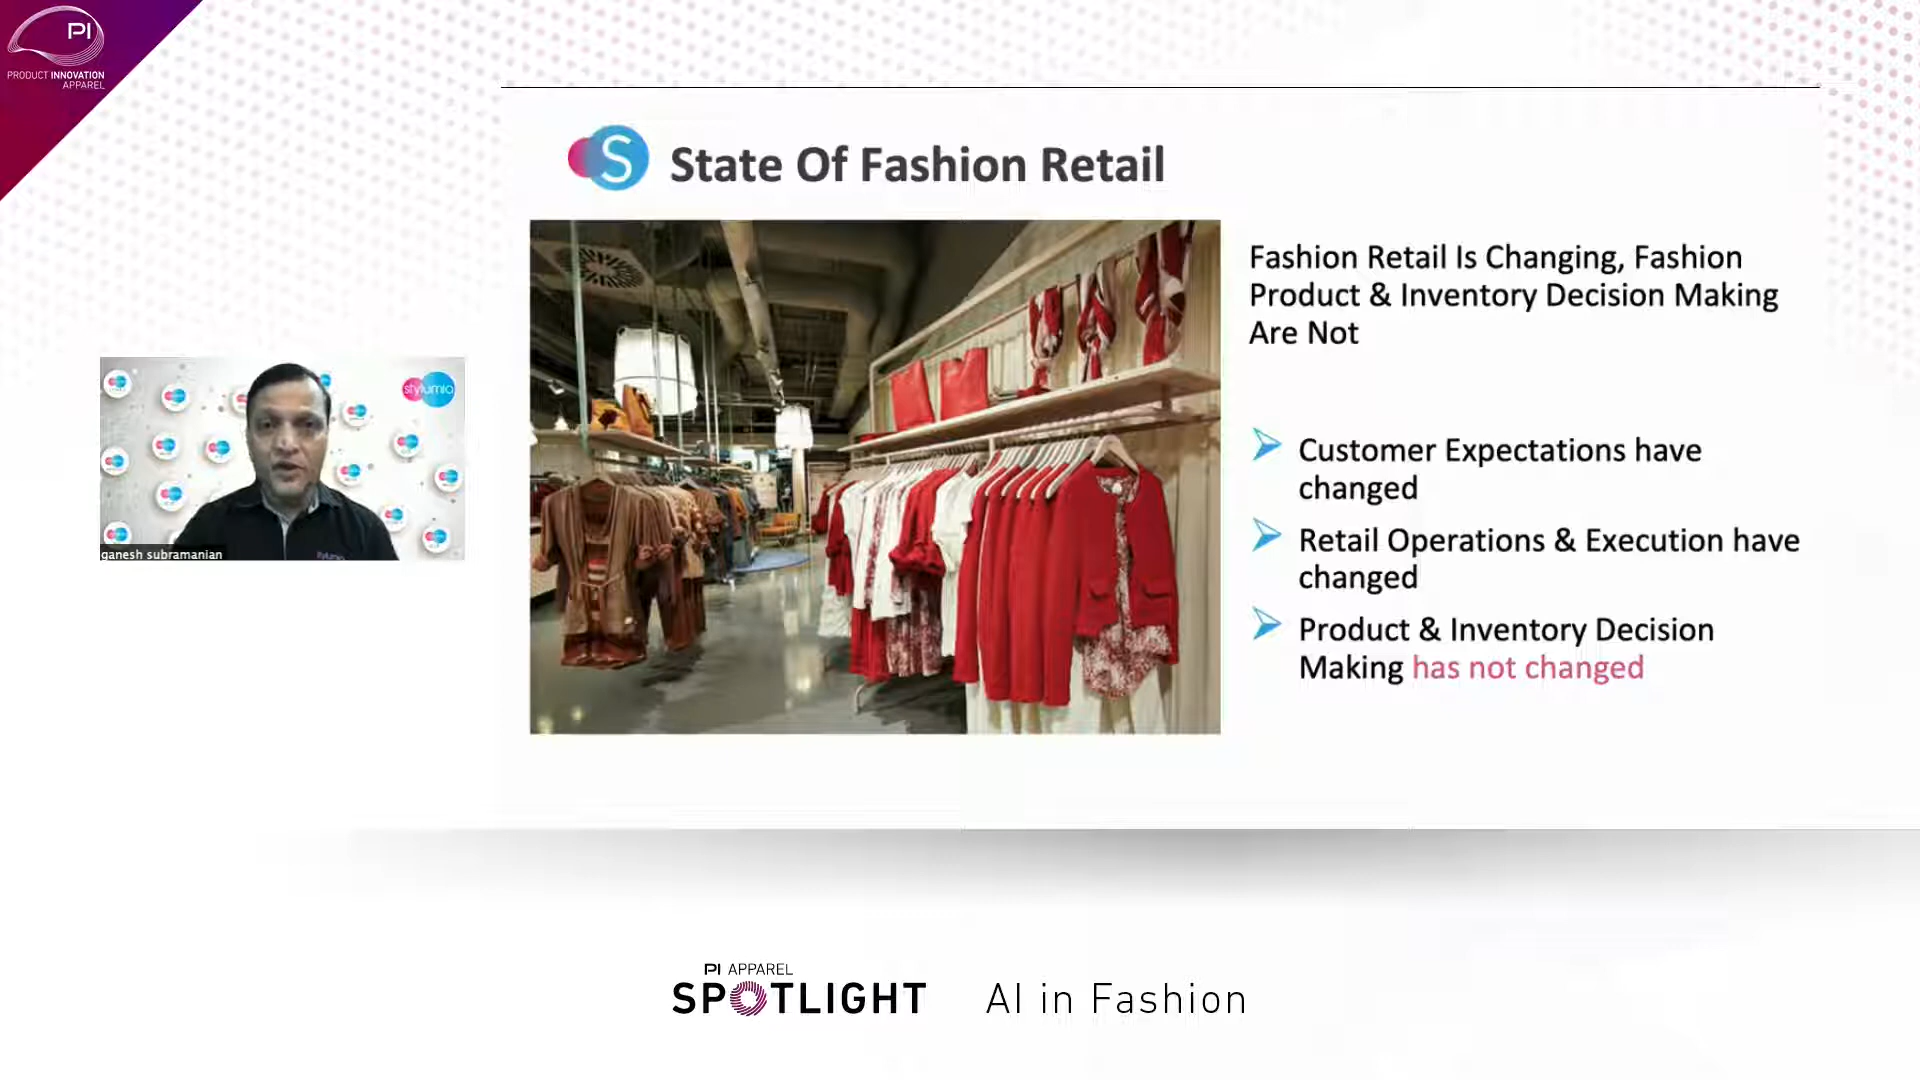 PI
PRODUCT INNOVATION
APPAREL
S
State Of Fashion Retail
Fashion Retail Is Changing, Fashion
Product & Inventory Decision Making
Are Not
Customer Expectations have
changed
Retail Operations & Execution have
changed
Product & Inventory Decision
Making has not changed
stylumia
ganesh subramanian
PI APPAREL
SPOTLIGHT
AI in Fashion